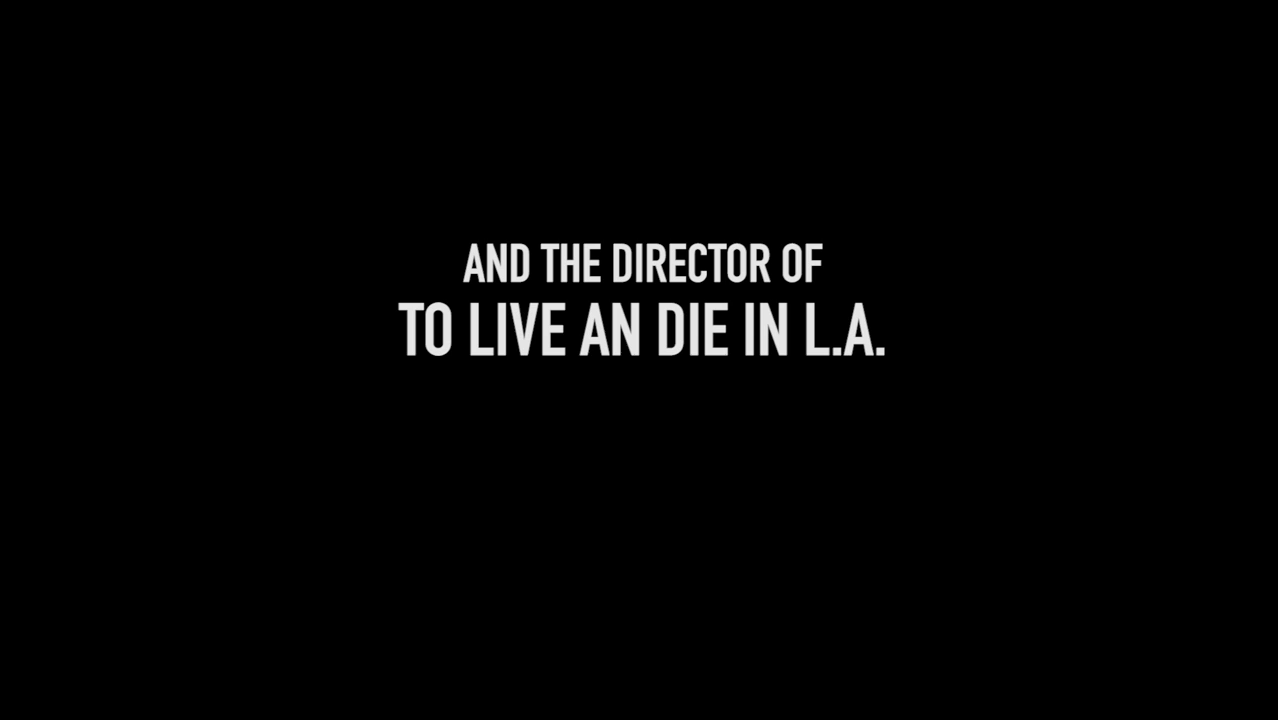 AND THE DIRECTOR OF
TO LIVE AN DIE IN L.A.